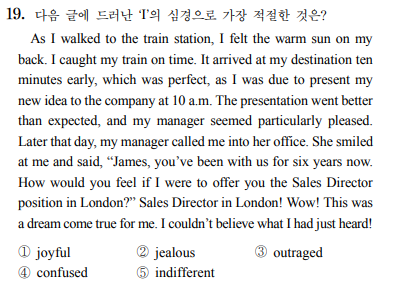 19. 다음 글에 드러난 ‘I’의 심경으로 가장 적절한 것은?
As I walked to the train station, I felt the warm sun on my
back. I caught my train on time. It arrived at my destination ten
minutes early, which was perfect, as I was due to present my
new idea to the company at 10 a.m. The presentation went better
than expected, and my manager seemed particularly pleased.
Later that day, my manager called me into her office. She smiled
at me and said, “James, you’ve been with us for six years now.
How would you feel if I were to offer you the Sales Director
position in London?” Sales Director in London! Wow! This was
a dream come true for me. I couldn’t believe what I had just heard!
① joyful ② jealous ③ outraged
④ confused ⑤ indifferent